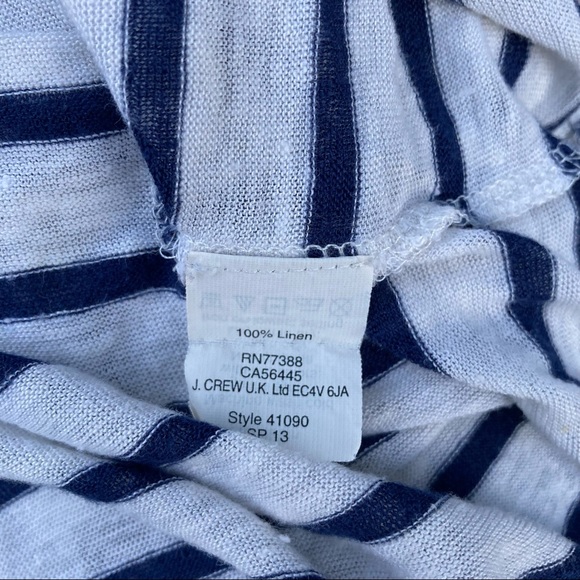 100% Linen
RN77388
CA56445
J. CREW U.K. Ltd EC4V 6JA
Style 41090
SP 13